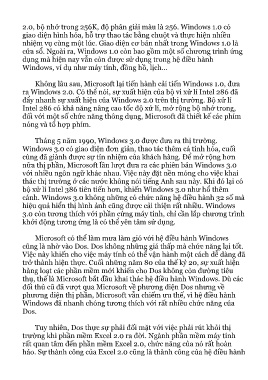 2.0, bộ nhớ trong 256K, độ phân giải màu là 256. Windows 1.0 có
giao diện hình hóa, hỗ trợ thao tác bằng chuột và thực hiện nhiều
nhiệm vụ cùng một lúc. Giao diện cơ bản nhất trong Windows 1.0 là
cửa sổ. Ngoài ra, Windows 1.0 còn bao gồm một số chương trình ứng
dụng mà hiện nay vẫn còn được sử dụng trong hệ điều hành
Windows, ví dụ như máy tính, đồng hồ, lịch…
Không lâu sau, Microsoft lại tiến hành cải tiến Windows 1.0, đưa
ra Windows 2.0. Có thể nói, sự xuất hiện của bộ vi xử lí Intel 286 đã
đẩy nhanh sự xuất hiện của Windows 2.0 trên thị trường. Bộ xử lí
Intel 286 có khả năng nâng cao tốc độ xử lí, mở rộng bộ nhớ trong,
đối với một số chức năng thông dụng, Microsoft đã thiết kế các phím
nóng và tổ hợp phím.
Tháng 5 năm 1990, Windows 3.0 được đưa ra thị trường.
Windows 3.0 có giao diện đơn giản, thao tác thêm cá tính hóa, cuối
cùng đã giành được sự tín nhiệm của khách hàng. Để mở rộng hơn
nữa thị phần, Microsoft lần lượt đưa ra các phiên bản Windows 3.0
với nhiều ngôn ngữ khác nhau. Việc này đặt nền móng cho việc khai
thác thị trường ở các nước không nói tiếng Anh sau này. Khi đó lại có
bộ xử lí Intel 386 tiên tiến hơn, khiến Windows 3.0 như hổ thêm
cánh. Windows 3.0 không những có chức năng hệ điều hành 32 số mà
hiệu quả hiển thị hình ảnh cũng được cải thiện rất nhiều. Windows
3.0 còn tương thích với phần cứng máy tính, chỉ cần lắp chương trình
khởi động tương ứng là có thể yên tâm sử dụng.
Microsoft có thể làm mưa làm gió với hệ điều hành Windows
cũng là nhờ vào Dos. Dos không những giá thấp mà chức năng lại tốt.
Việc này khiến cho việc máy tính có thể vận hành một cách dễ dàng đã
trở thành hiện thực. Cuối những năm 80 của thế kỷ 20, sự xuất hiện
hàng loạt các phần mềm mới khiến cho Dos không còn đường tiêu
thụ, thế là Microsoft bắt đầu khai thác hệ điều hành Windows. Dù các
đối thủ cũ đã vượt qua Microsoft về phương diện Dos nhưng về
phương diện thị phần, Microsoft vẫn chiếm ưu thế, vì hệ điều hành
Windows đã nhanh chóng tương thích với rất nhiều chức năng của
Dos.
Tuy nhiên, Dos thực sự phải đối mặt với việc phải rút khỏi thị
trường khi phần mềm Excel 2.0 ra đời. Ngành phần mềm máy tính
rất quan tâm đến phần mềm Excel 2.0, chức năng của nó rất hoàn
hảo. Sự thành công của Excel 2.0 cũng là thành công của hệ điều hành